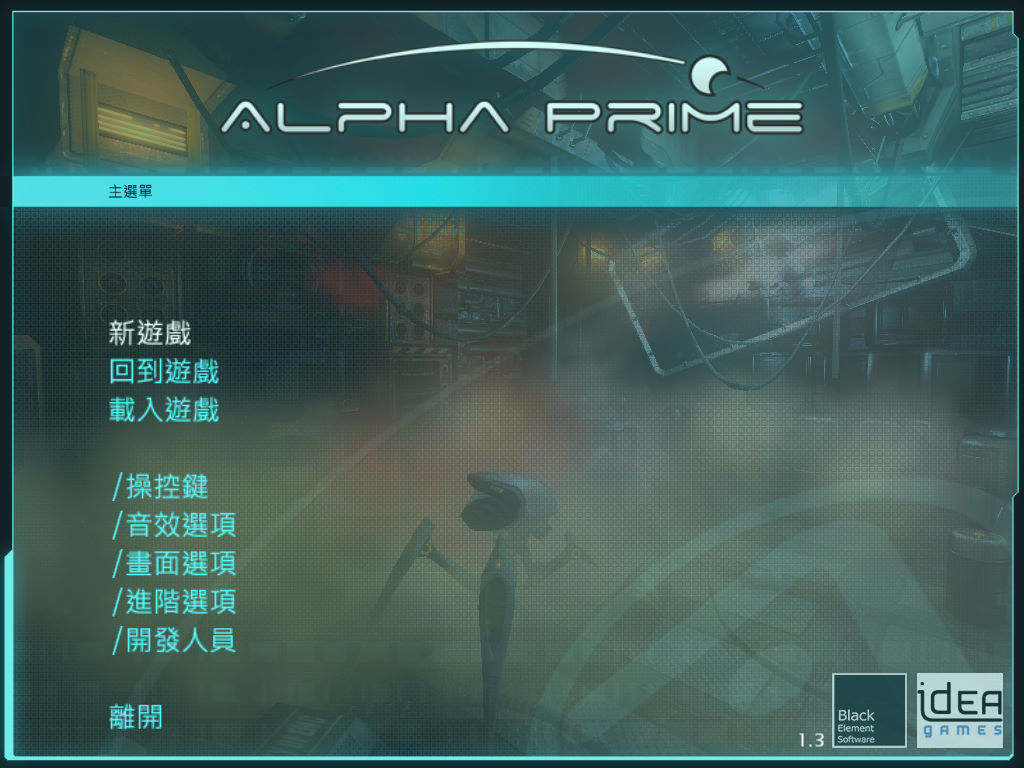 ALPHA PRIME
主選單
新遊戲
回到遊戲
載入遊戲
/操控鍵
/音效選項
/畫面選項
/進階選項
/開發人員
離開
1.3
Black
Element
Software
idea
games